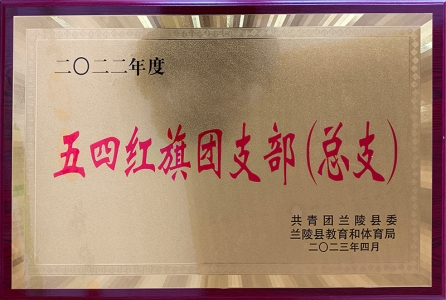 二〇二二年度
五四红旗团支部(总支)
共青团兰陵县委
兰陵县教育和体育局
二〇二三年四月